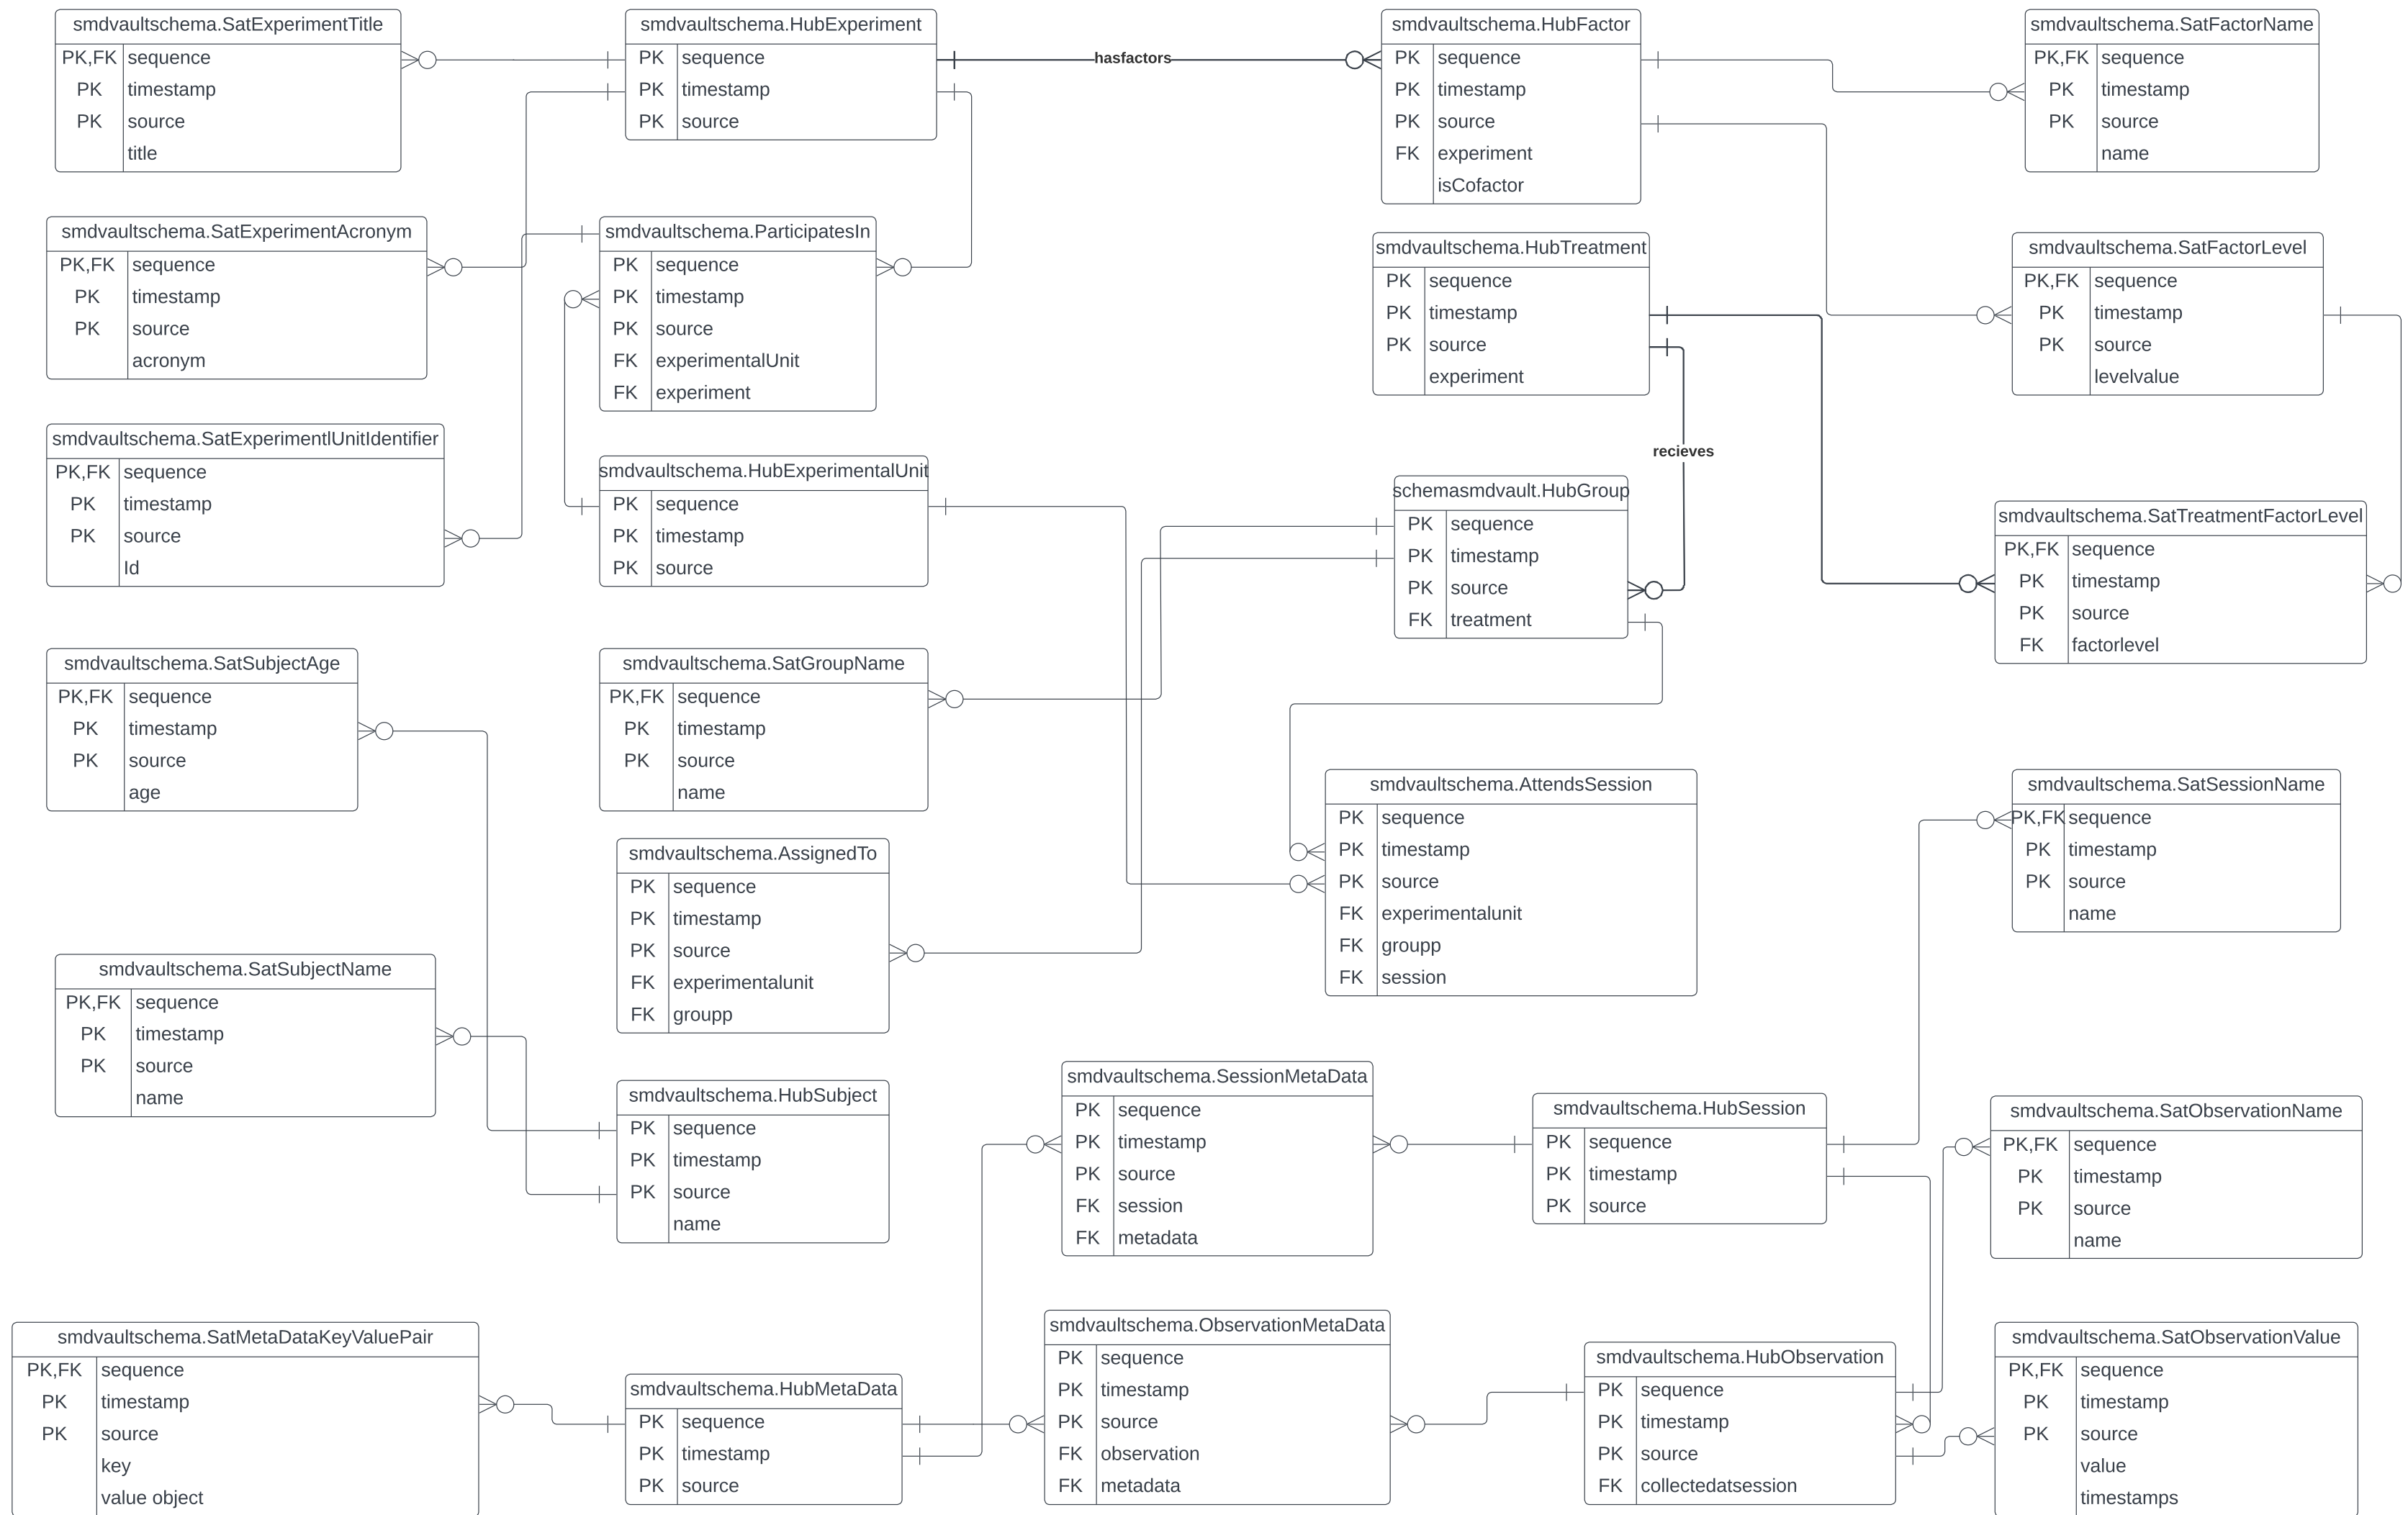 smdvaultschema.SatExperimentTitle
PK,FK sequence
PK timestamp
PK source
title
smdvaultschema.HubExperiment
PK sequence
PK timestamp
PK source
hasfactors
smdvaultschema.HubFactor
PK sequence
PK timestamp
PK source
FK experiment
isCofactor
smdvaultschema.SatFactorName
PK,FK sequence
PK timestamp
PK source
name
smdvaultschema.SatExperimentAcronym
PK,FK sequence
PK timestamp
PK source
acronym
smdvaultschema.ParticipatesIn
PK sequence
PK timestamp
PK source
FK experimentalUnit
FK experiment
smdvaultschema.HubTreatment
PK sequence
PK timestamp
PK source
experiment
smdvaultschema.SatFactorLevel
PK,FK sequence
PK timestamp
PK source
levelvalue
smdvaultschema.SatExperimentlUnitIdentifier
PK,FK sequence
PK timestamp
PK source
Id
smdvaultschema.HubExperimentalUnit
PK sequence
PK timestamp
PK source
recieves
schemasmdvault.HubGroup
PK sequence
PK timestamp
PK source
FK treatment
smdvaultschema.SatTreatmentFactorLevel
PK,FK sequence
PK timestamp
PK source
FK factorlevel
smdvaultschema.SatSubjectAge
PK,FK sequence
PK timestamp
PK source
age
smdvaultschema.SatGroupName
PK,FK sequence
PK timestamp
PK source
name
smdvaultschema.AssignedTo
PK sequence
PK timestamp
PK source
FK experimentalunit
FK groupp
smdvaultschema.AttendsSession
PK sequence
PK timestamp
PK source
FK experimentalunit
FK groupp
FK session
smdvaultschema.SatSessionName
PK,FK sequence
PK timestamp
PK source
name
smdvaultschema.SatSubjectName
PK,FK sequence
PK timestamp
PK source
name
smdvaultschema.HubSubject
PK sequence
PK timestamp
PK source
name
smdvaultschema.SessionMetaData
PK sequence
PK timestamp
PK source
FK session
FK metadata
smdvaultschema.HubSession
PK sequence
PK timestamp
PK source
smdvaultschema.SatObservationName
PK,FK sequence
PK timestamp
PK source
name
smdvaultschema.SatMetaDataKeyValuePair
PK,FK sequence
PK timestamp
PK source
key
value object
smdvaultschema.HubMetaData
PK sequence
PK timestamp
PK source
smdvaultschema.ObservationMetaData
PK sequence
PK timestamp
PK source
FK observation
FK metadata
smdvaultschema.HubObservation
PK sequence
PK timestamp
PK source
FK collectedatsession
smdvaultschema.SatObservationValue
PK,FK sequence
PK timestamp
PK source
value
timestamps